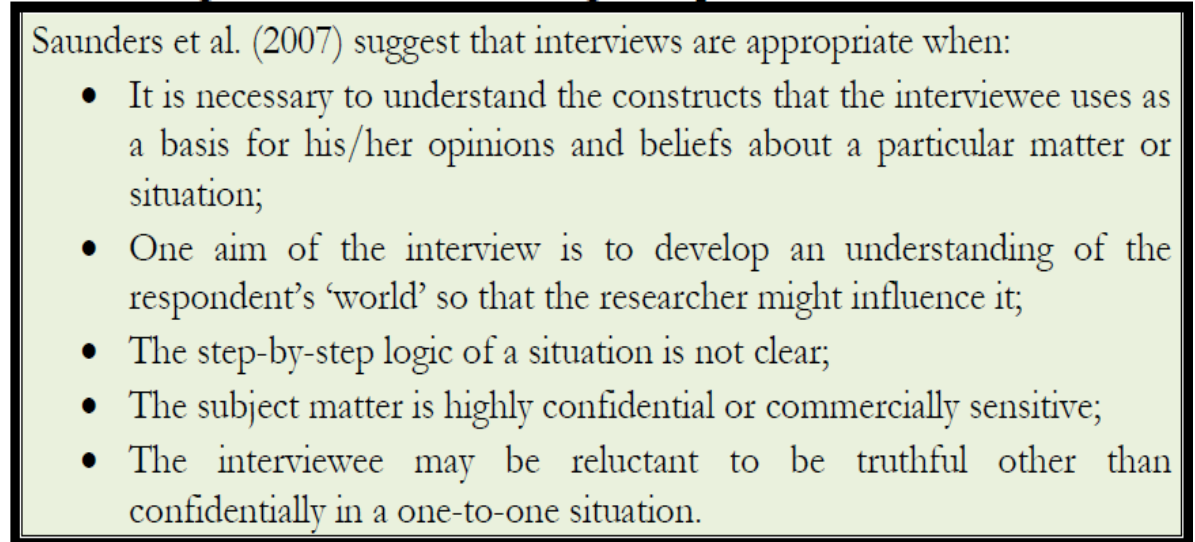 Saunders et al. (2007) suggest that interviews are appropriate when:
• It is necessary to understand the constructs that the interviewee uses as
a basis for his/her opinions and beliefs about a particular matter or
situation;
• One aim of the interview is to develop an understanding of the
respondent’s ‘world’ so that the researcher might influence it;
• The step-by-step logic of a situation is not clear;
• The subject matter is highly confidential or commercially sensitive;
• The interviewee may be reluctant to be truthful other than
confidentially in a one-to-one situation.